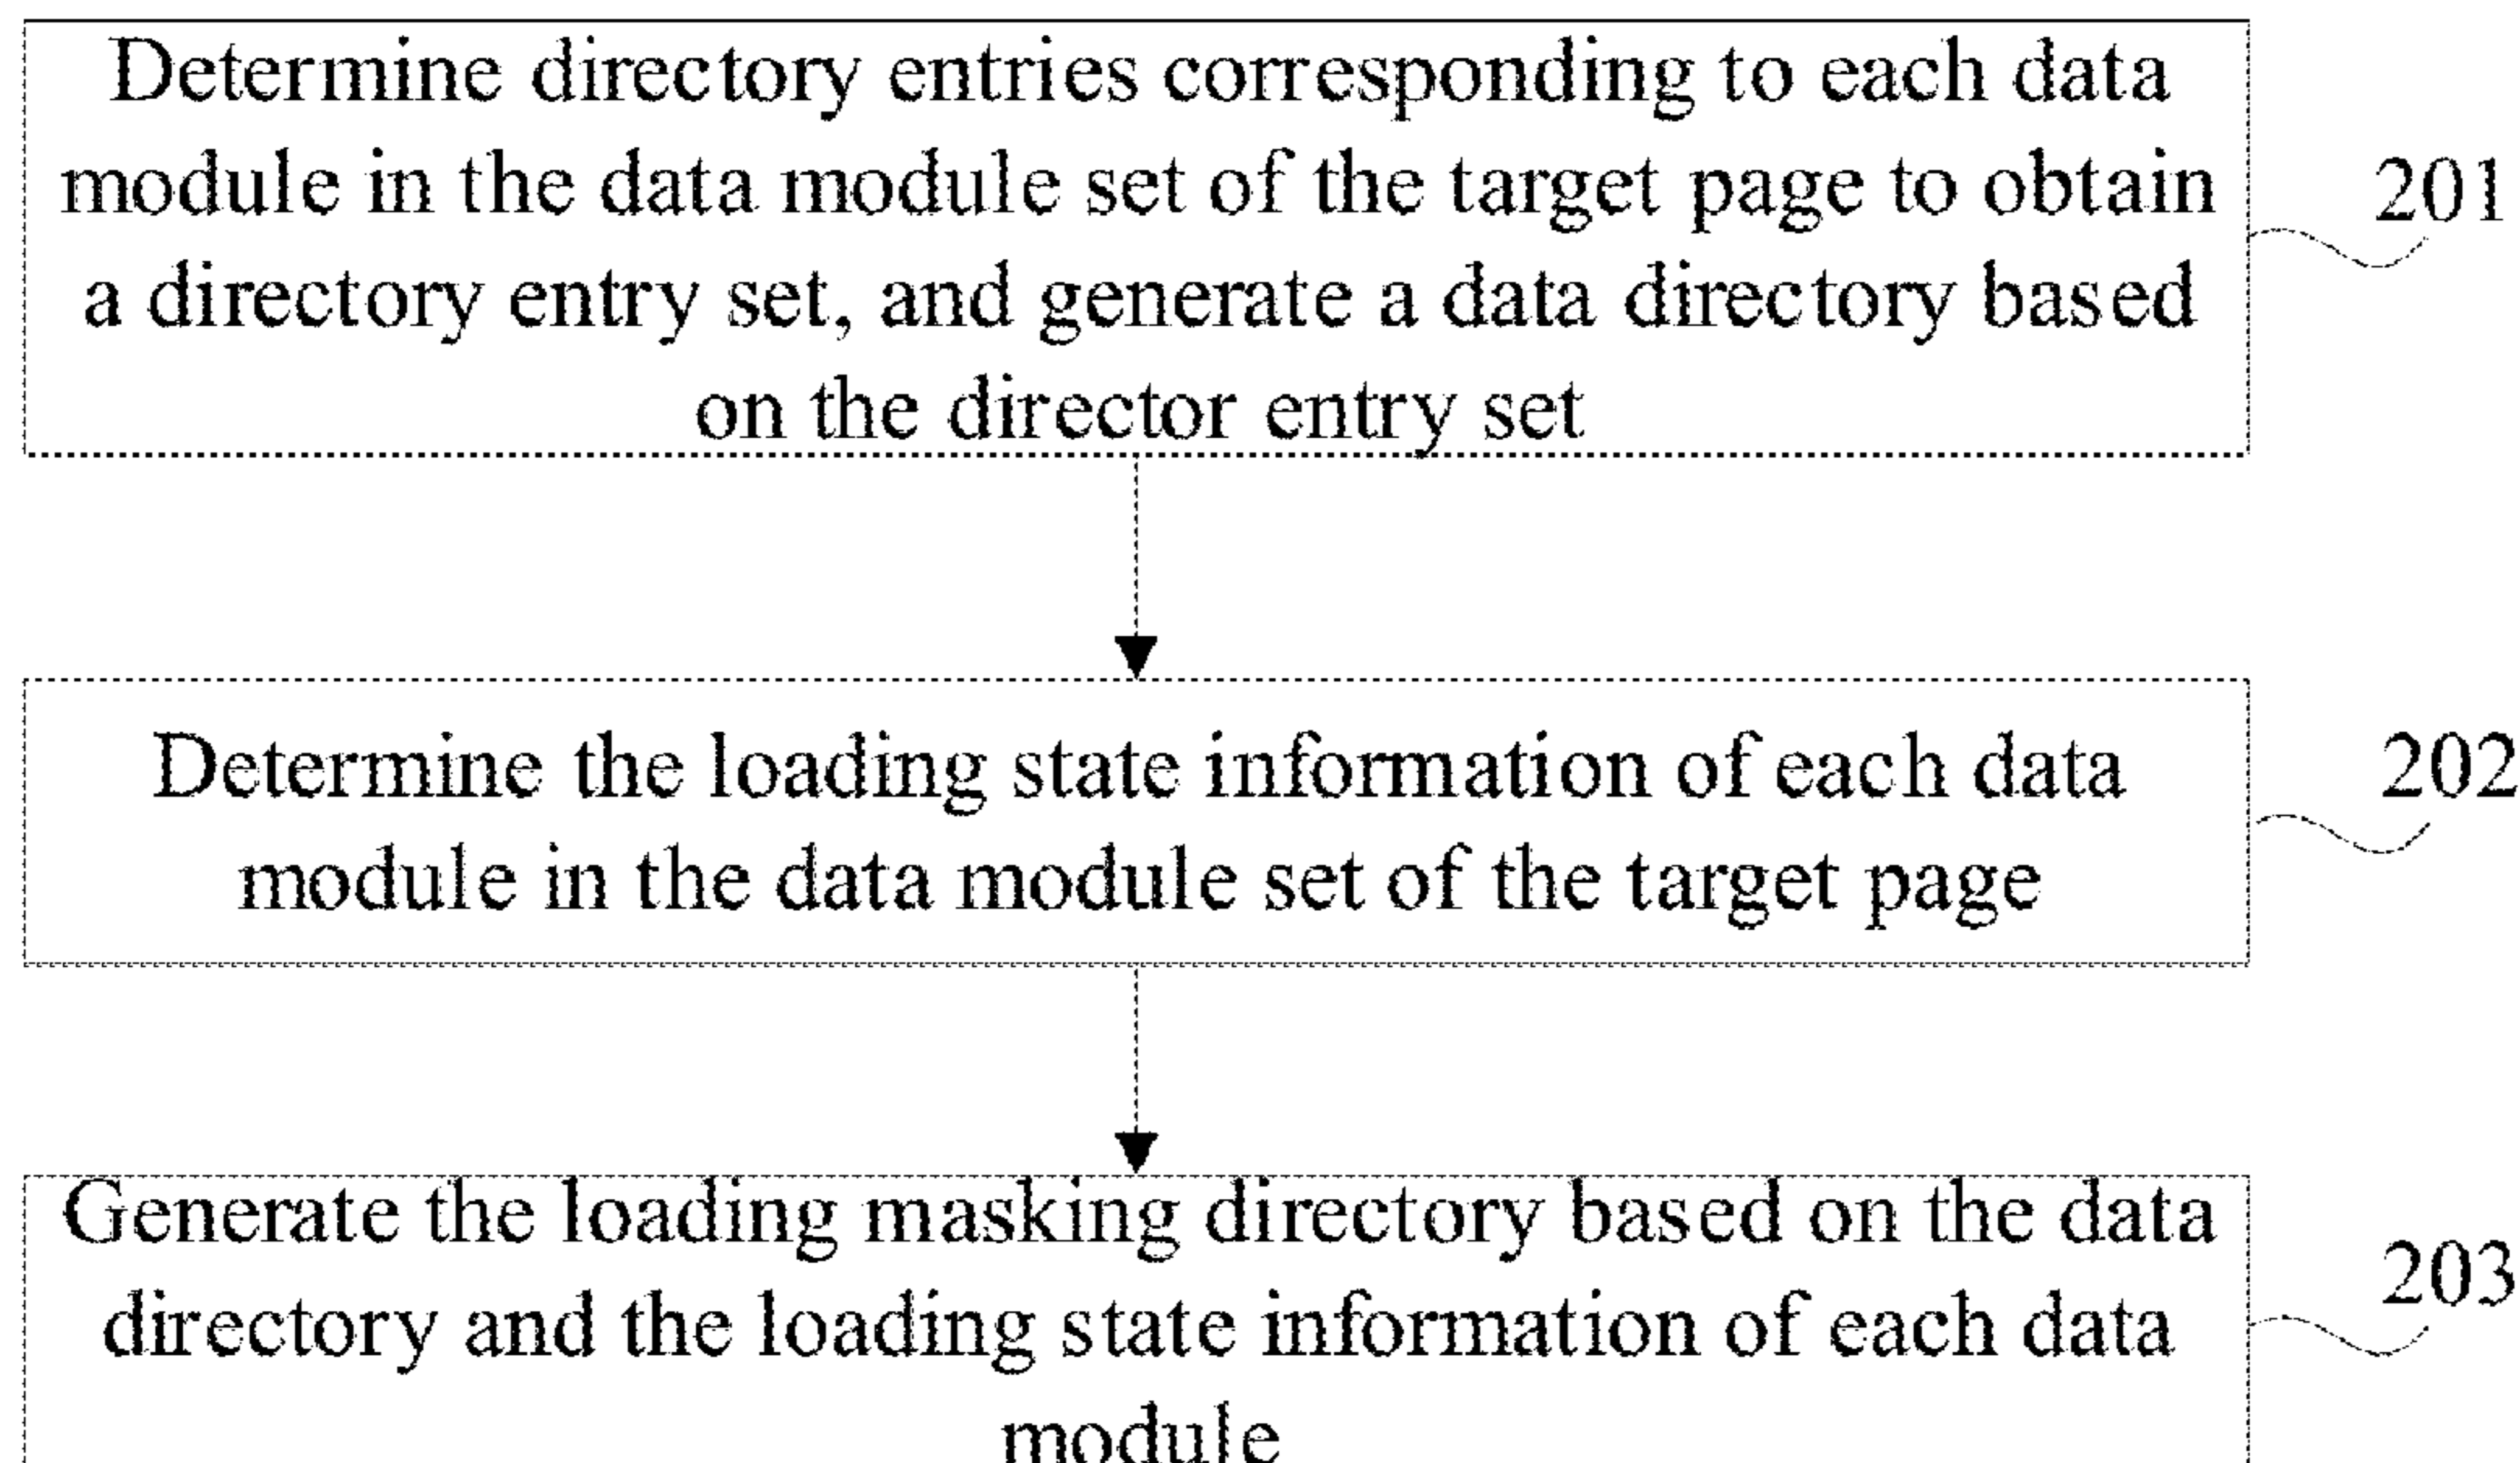 Determine directory entries corresponding to each data
module in the data module set of the target page to obtain
201
a directory entry set, and generate a data directory based
on the director entry set
Determine the loading state information of each data
202
module in the data module set of the target page
Generate the loading masking directory based on the data
203
directory and the loading state information of each data
module